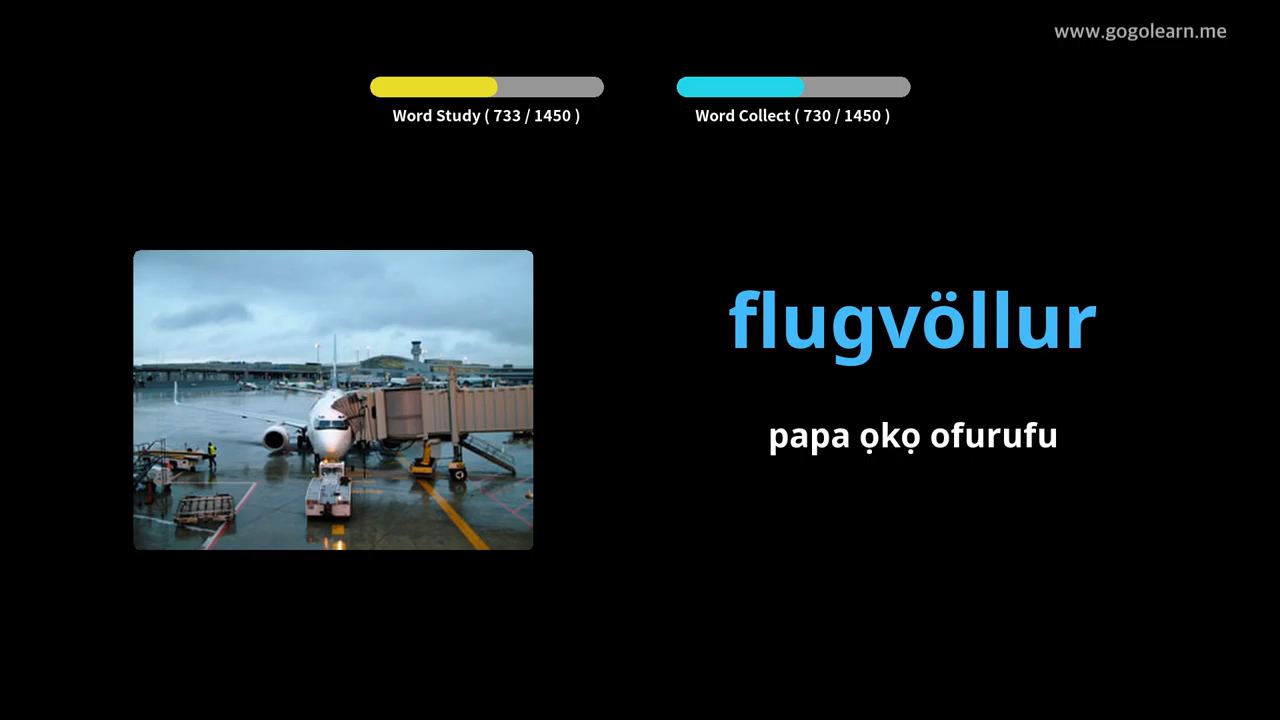 www.gogolearn.me
Word Study ( 733 / 1450 )
Word Collect ( 730 / 1450 )
flugvöllur
papa ọkọ ofurufu